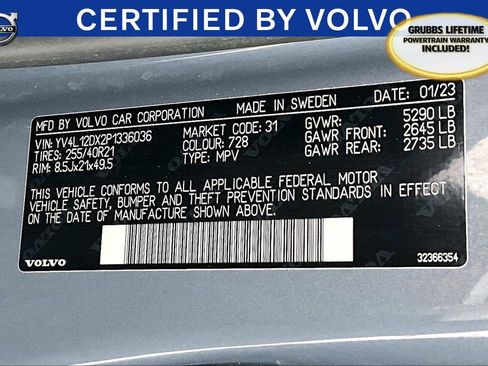 CERTIFIED BY VOLVO
VOLVO
GRUBBS LIFETIME
POWERTRAIN WARRANTY
INCLUDED!
MFD BY VOLVO CAR CORPORATION
MADE IN SWEDEN
DATE: 01/23
VIN: YV4L12DX2P1336036
TIRES: 255/40R21
RIM: 8.5Jx21x49.5
MARKET CODE: 31
COLOUR: 728
TYPE: MPV
GVWR: 5290 LB
GAWR FRONT: 2645 LB
GAWR REAR: 2735 LB
THIS VEHICLE CONFORMS TO ALL APPLICABLE FEDERAL MOTOR
VEHICLE SAFETY, BUMPER AND THEFT PREVENTION STANDARDS IN EFFECT
ON THE DATE OF MANUFACTURE SHOWN ABOVE.
VOLVO
32366354